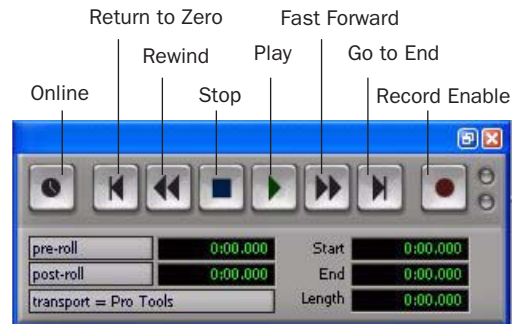 Return to Zero
Fast Forward
Rewind
Play
Go to End
Online
Stop
Record Enable
pre-roll
0:00.000
Start
0:00.000
post-roll
0:00.000
End
0:00.000
transport = Pro Tools
Length
0:00.000